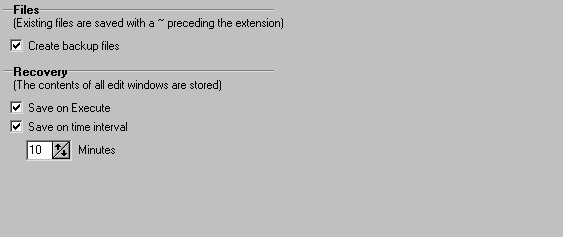 Files
(Existing files are saved with a ~ preceding the extension)
Create backup files
Recovery
(The contents of all edit windows are stored)
Save on Execute
Save on time interval
10 Minutes